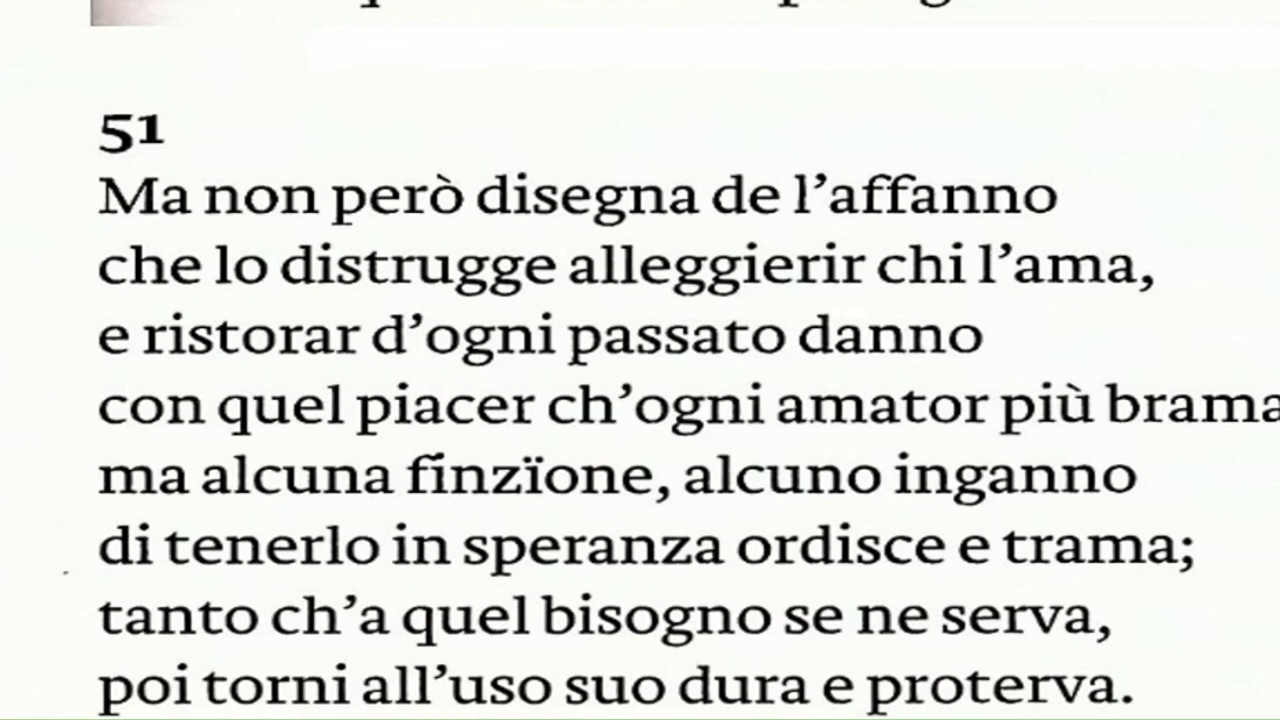 51
Ma non però disegna de l’affanno
che lo distrugge alleggierir chi l’ama,
e ristorar d’ogni passato danno
con quel piacer ch’ogni amator più brama
ma alcuna finzïone, alcuno inganno
di tenerlo in speranza ordisce e trama;
tanto ch’a quel bisogno se ne serva,
poi torni all’uso suo dura e proterva.